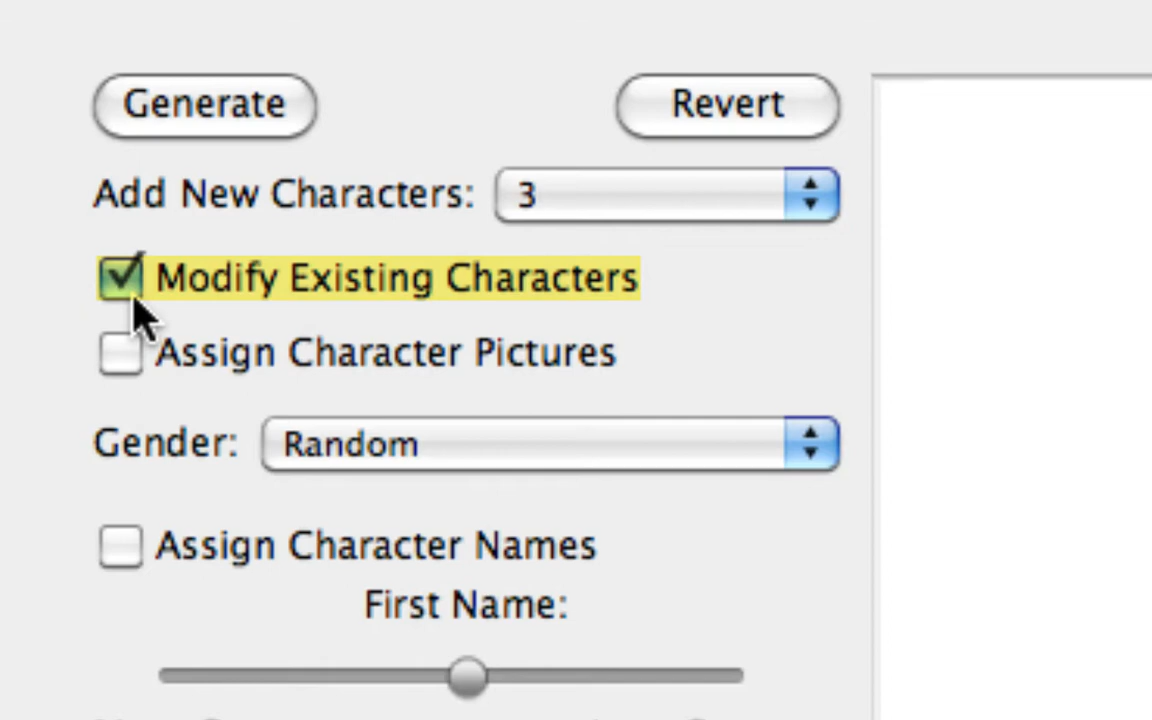 Generate Revert
Add New Characters: 3
Modify Existing Characters
Assign Character Pictures
Gender: Random
Assign Character Names
First Name: